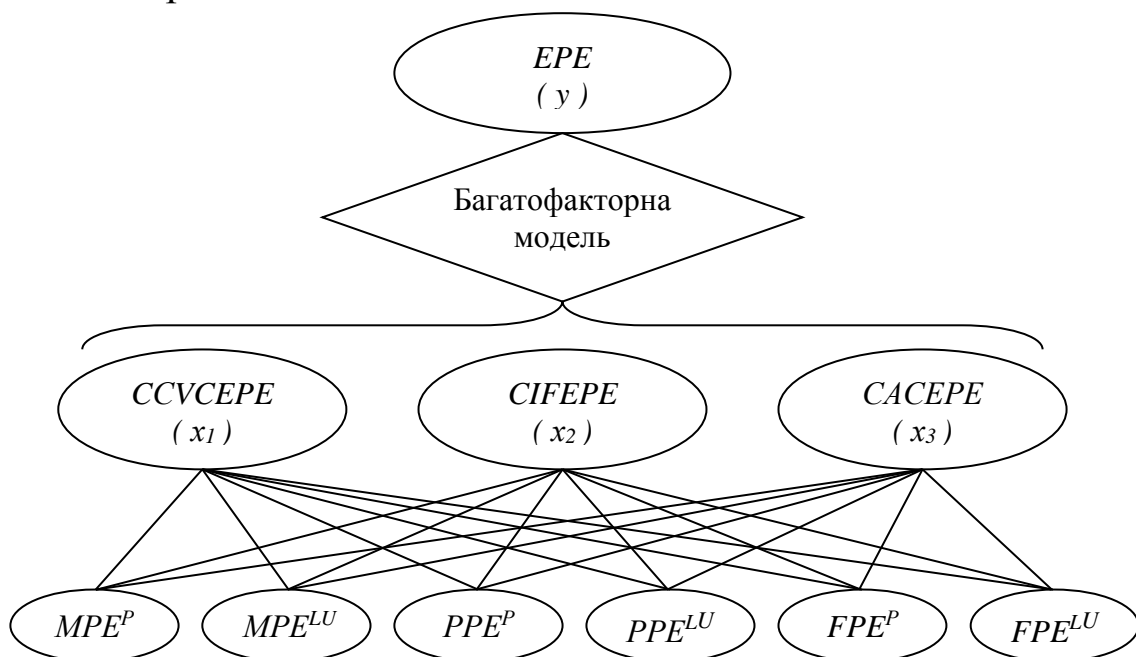 EPE
( y )
Багатофакторна
модель
CCVCEPE
( x₁ )
CIFEPE
( x₂ )
CACEPE
( x₃ )
MPEᴾ
MPEᴸᵁ
PPEᴾ
PPEᴸᵁ
FPEᴾ
FPEᴸᵁ